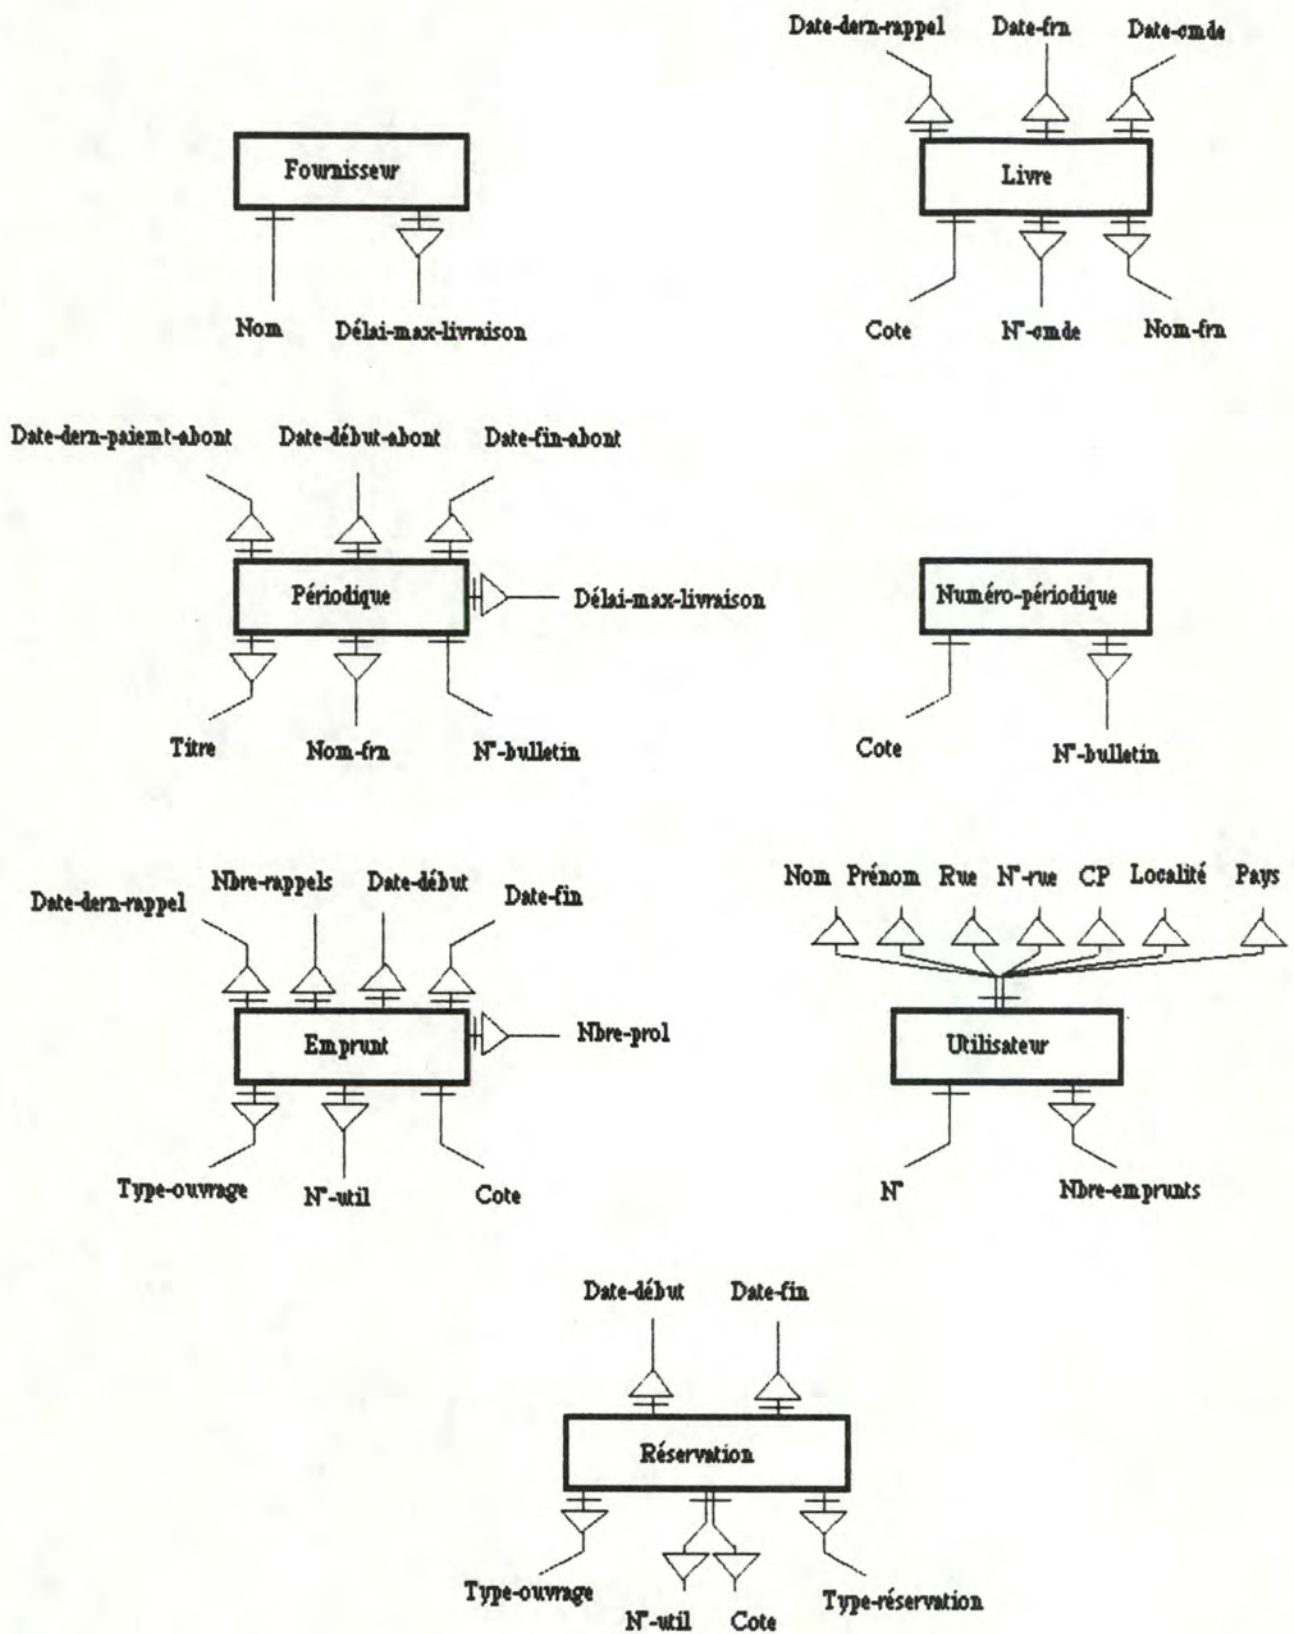 Date-dern-rappel Date-frn Date-cmde
Fournisseur
Livre
Nom Délai-max-livraison
Cote N°-cmde Nom-frn
Date-dern-paiemt-abont Date-début-abont Date-fin-abont
Périodique
Délai-max-livraison
Numéro-périodique
Titre Nom-frn N°-bulletin
Cote N°-bulletin
Nbre-rappels Date-début
Date-dern-rappel Date-fin
Nom Prénom Rue N°-rue CP Localité Pays
Emprunt
Nbre-prol
Utilisateur
Type-ouvrage N°-util Cote
N° Nbre-emprunts
Date-début Date-fin
Réservation
Type-ouvrage Type-réservation
N°-util Cote